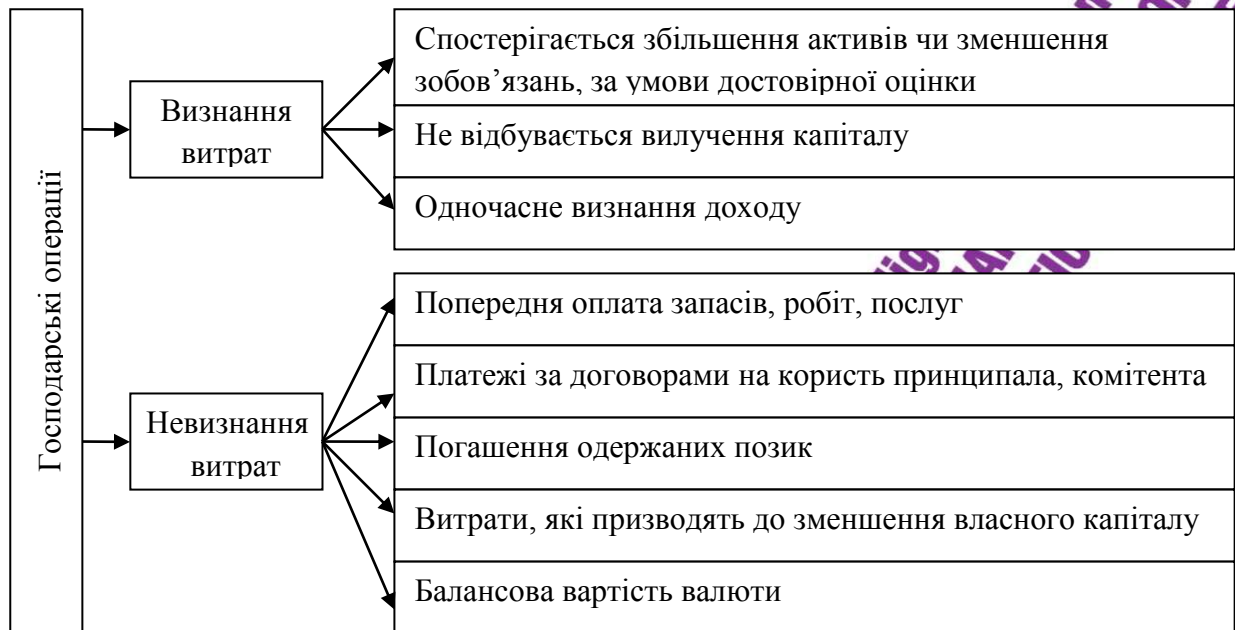 Господарські операції
Визнання
витрат
Спостерігається збільшення активів чи зменшення
зобов’язань, за умови достовірної оцінки
Не відбувається вилучення капіталу
Одночасне визнання доходу
Невизнання
витрат
Попередня оплата запасів, робіт, послуг
Платежі за договорами на користь принципала, комітента
Погашення одержаних позик
Витрати, які призводять до зменшення власного капіталу
Балансова вартість валюти